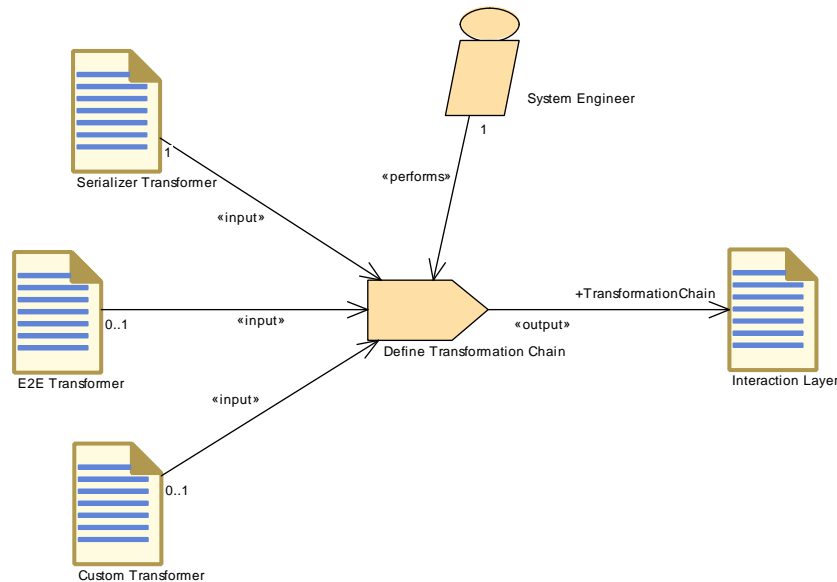 System Engineer
1
«performs»
1
Serializer Transformer
«input»
0..1
«input»
E2E Transformer
+TransformationChain
«output»
Define Transformation Chain
Interaction Layer
«input»
0..1
Custom Transformer